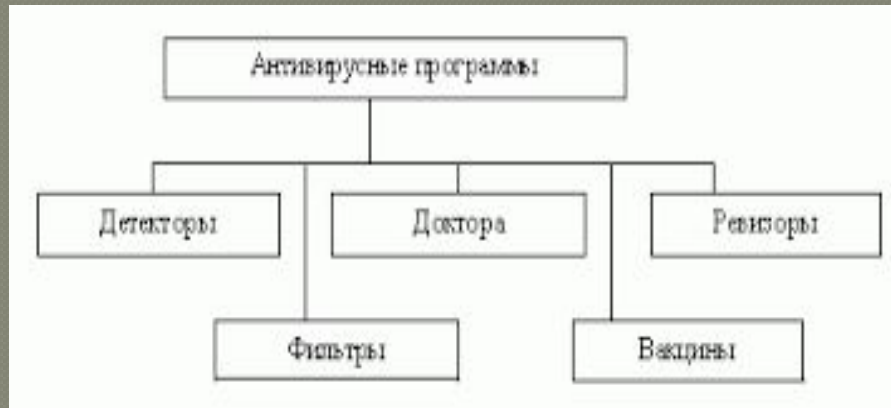 Антивирусные программы
Детекторы
Доктора
Ревизоры
Фильтры
Вакцины